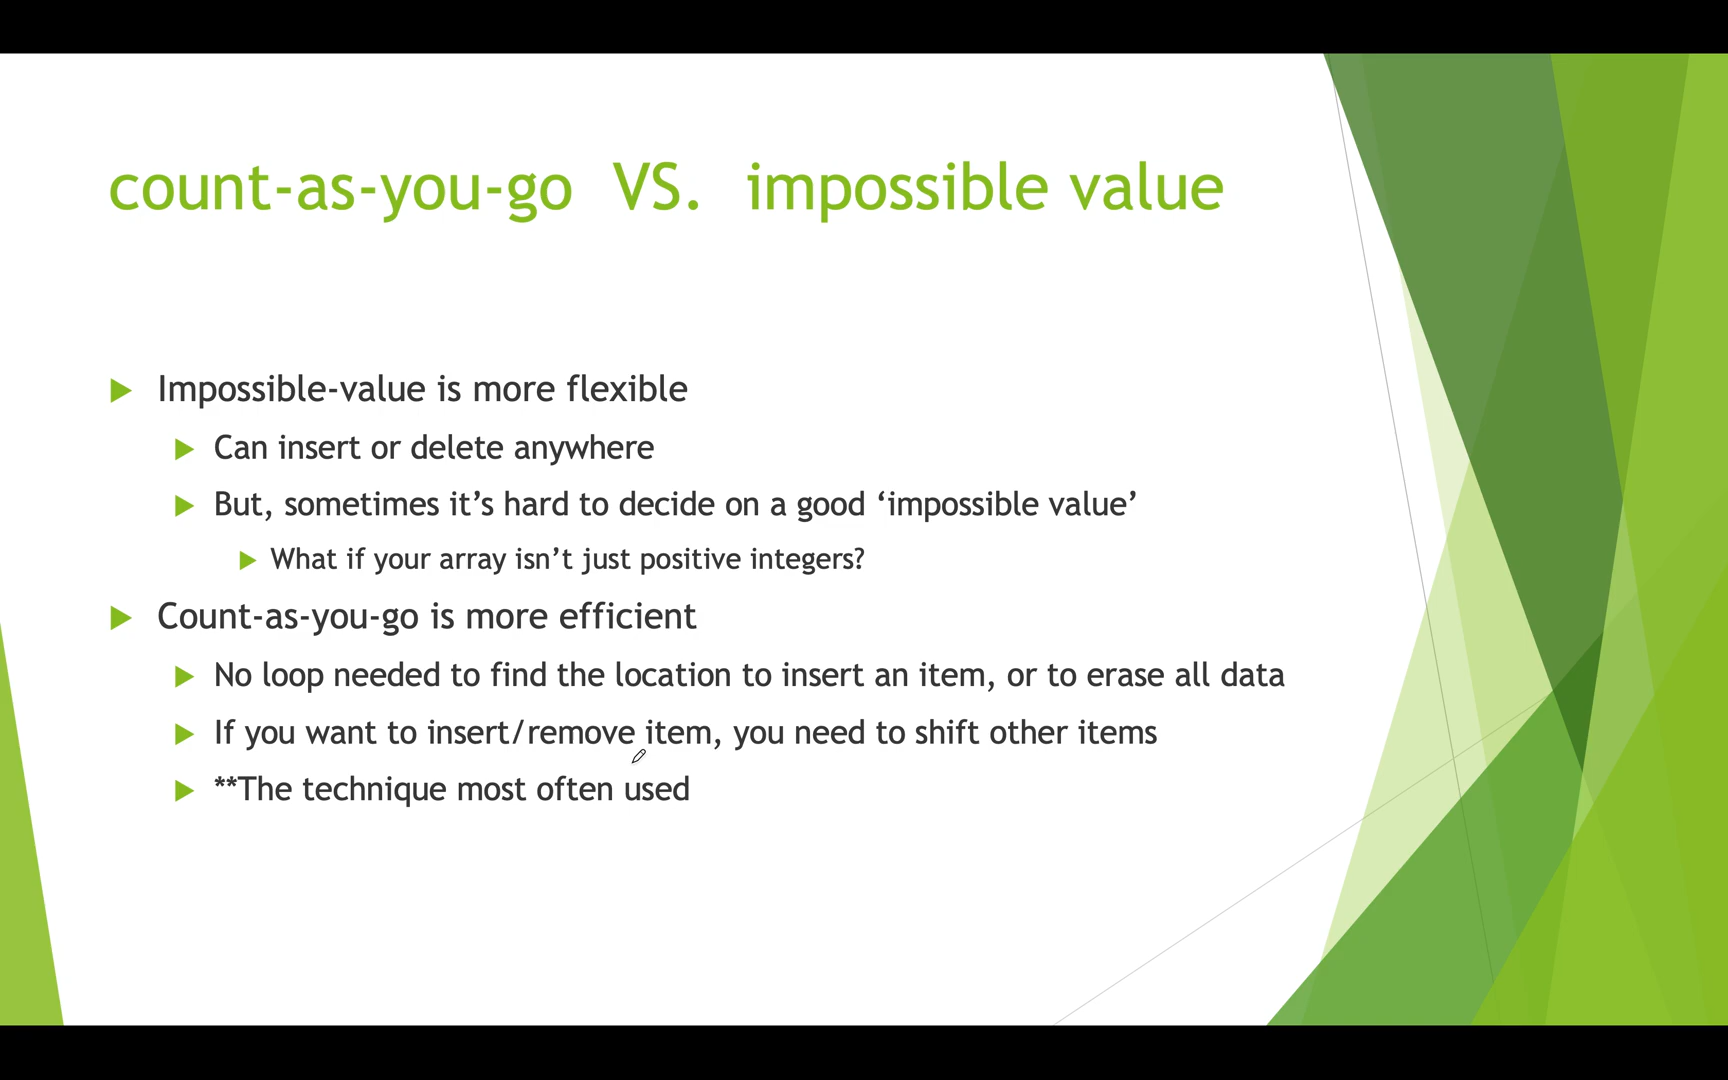 count-as-you-go VS. impossible value
Impossible-value is more flexible
Can insert or delete anywhere
But, sometimes it’s hard to decide on a good ‘impossible value’
What if your array isn’t just positive integers?
Count-as-you-go is more efficient
No loop needed to find the location to insert an item, or to erase all data
If you want to insert/remove item, you need to shift other items
**The technique most often used